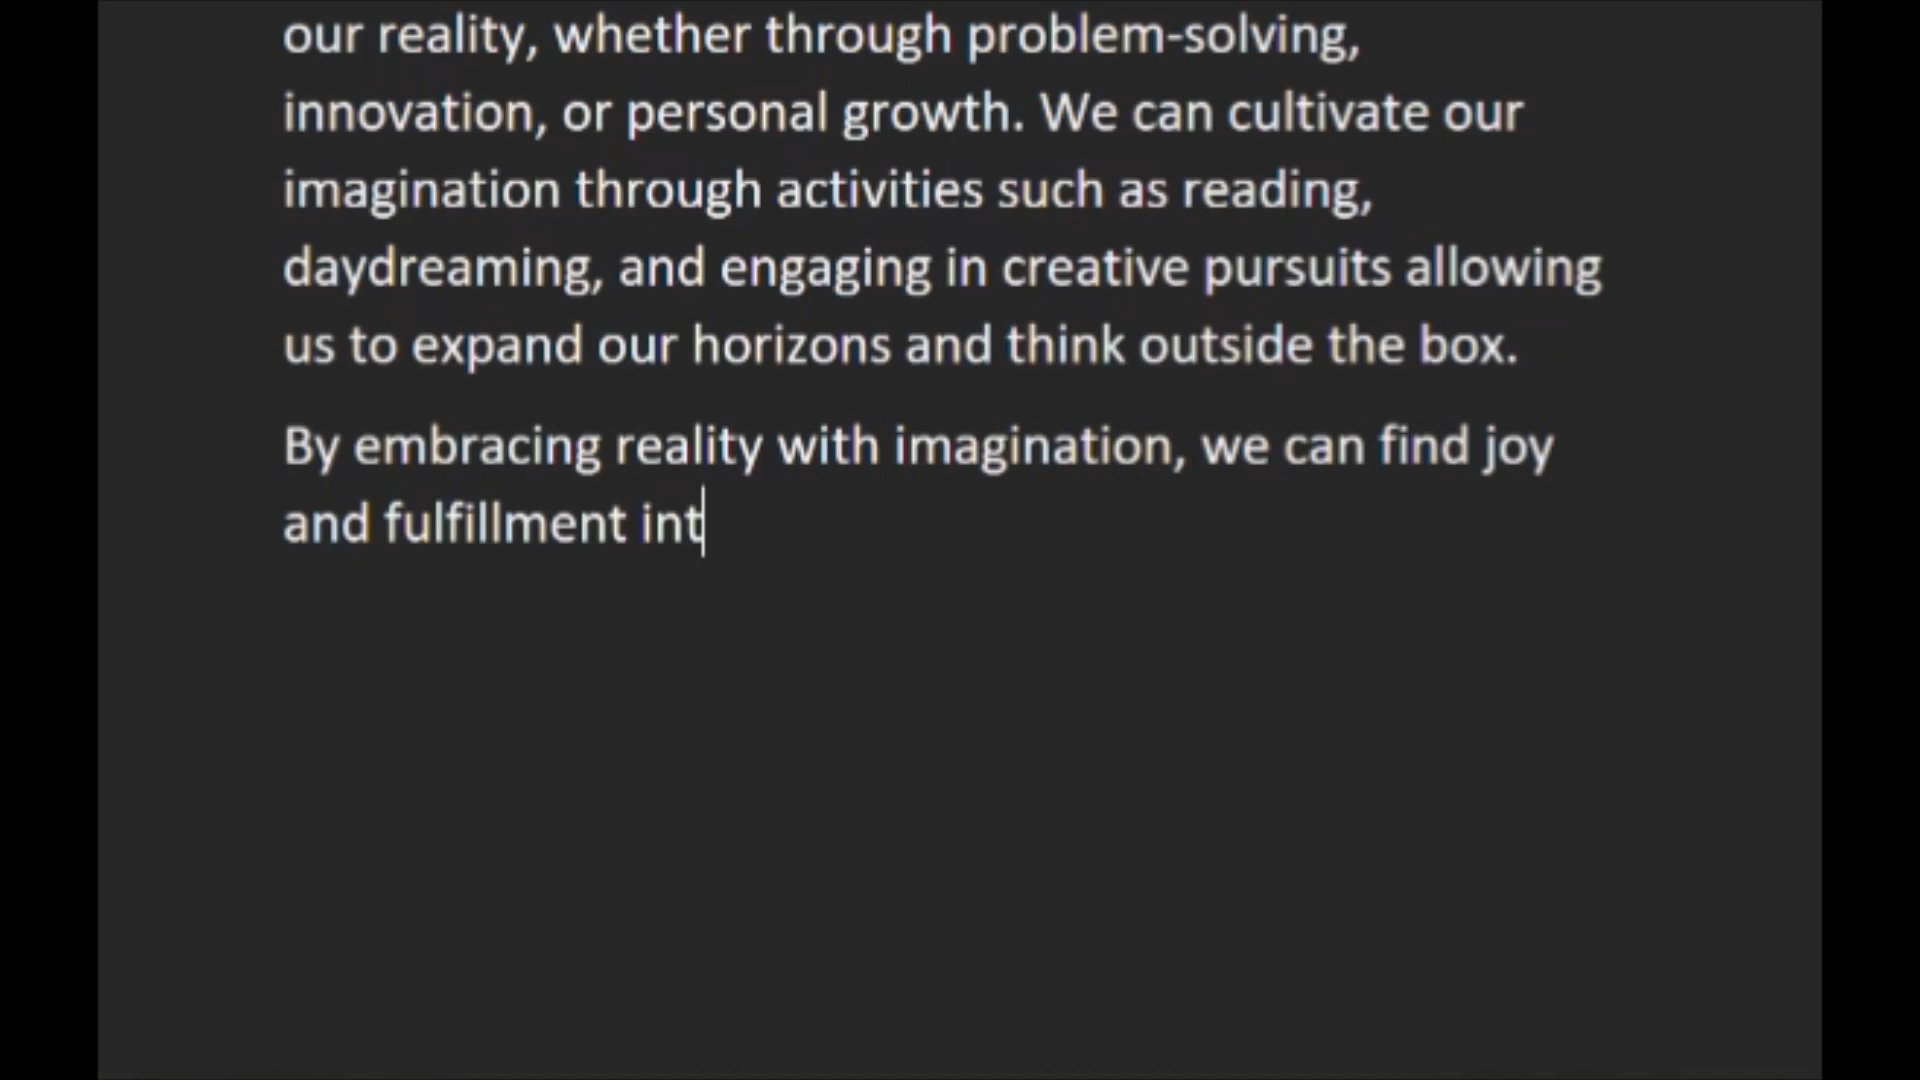 our reality, whether through problem-solving,
innovation, or personal growth. We can cultivate our
imagination through activities such as reading,
daydreaming, and engaging in creative pursuits allowing
us to expand our horizons and think outside the box.
By embracing reality with imagination, we can find joy
and fulfillment int